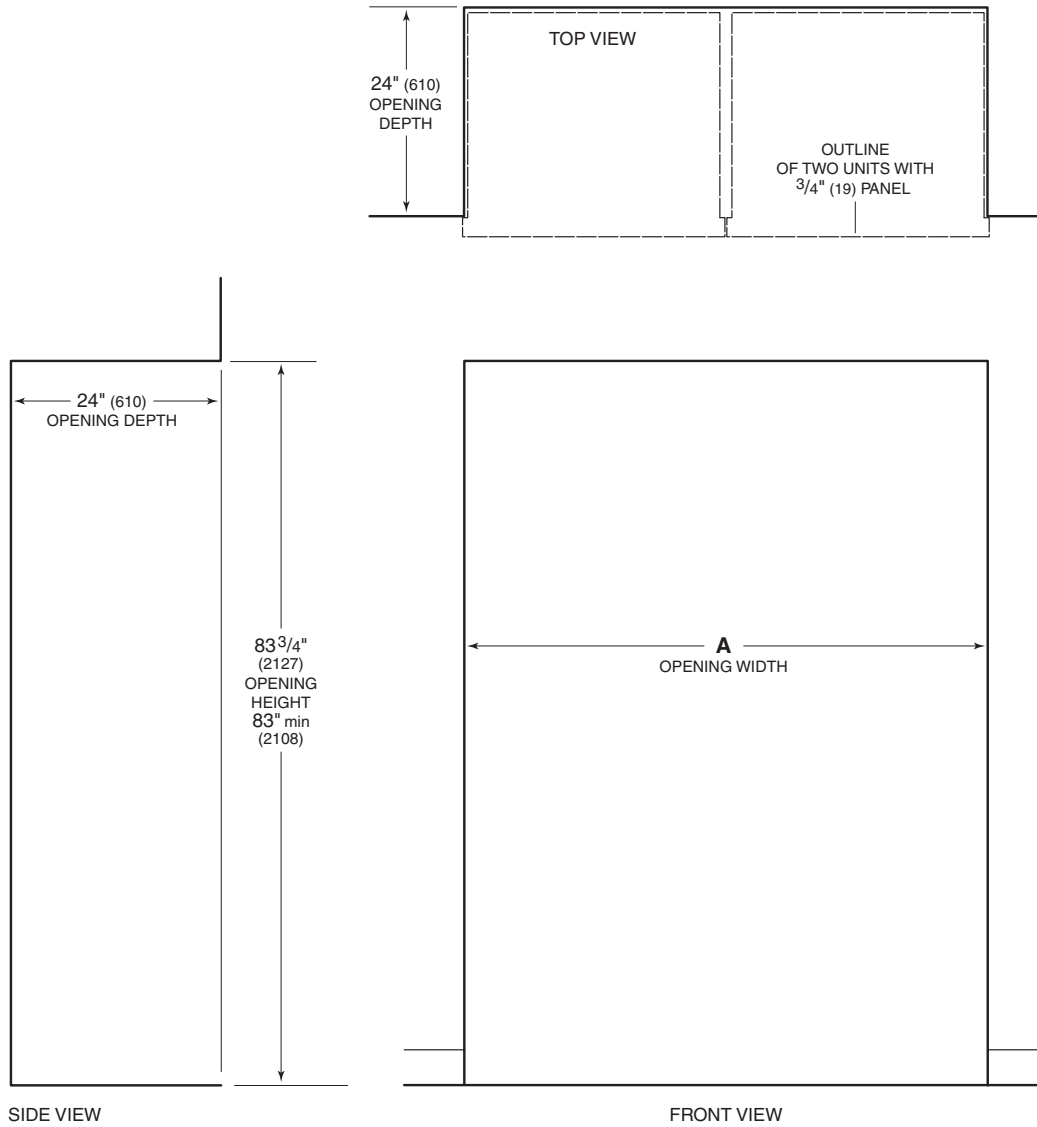 TOP VIEW
24" (610)
OPENING
DEPTH
OUTLINE
OF TWO UNITS WITH
3/4" (19) PANEL
24" (610)
OPENING DEPTH
83 3/4"
(2127)
OPENING
HEIGHT
83" min
(2108)
A
OPENING WIDTH
SIDE VIEW
FRONT VIEW